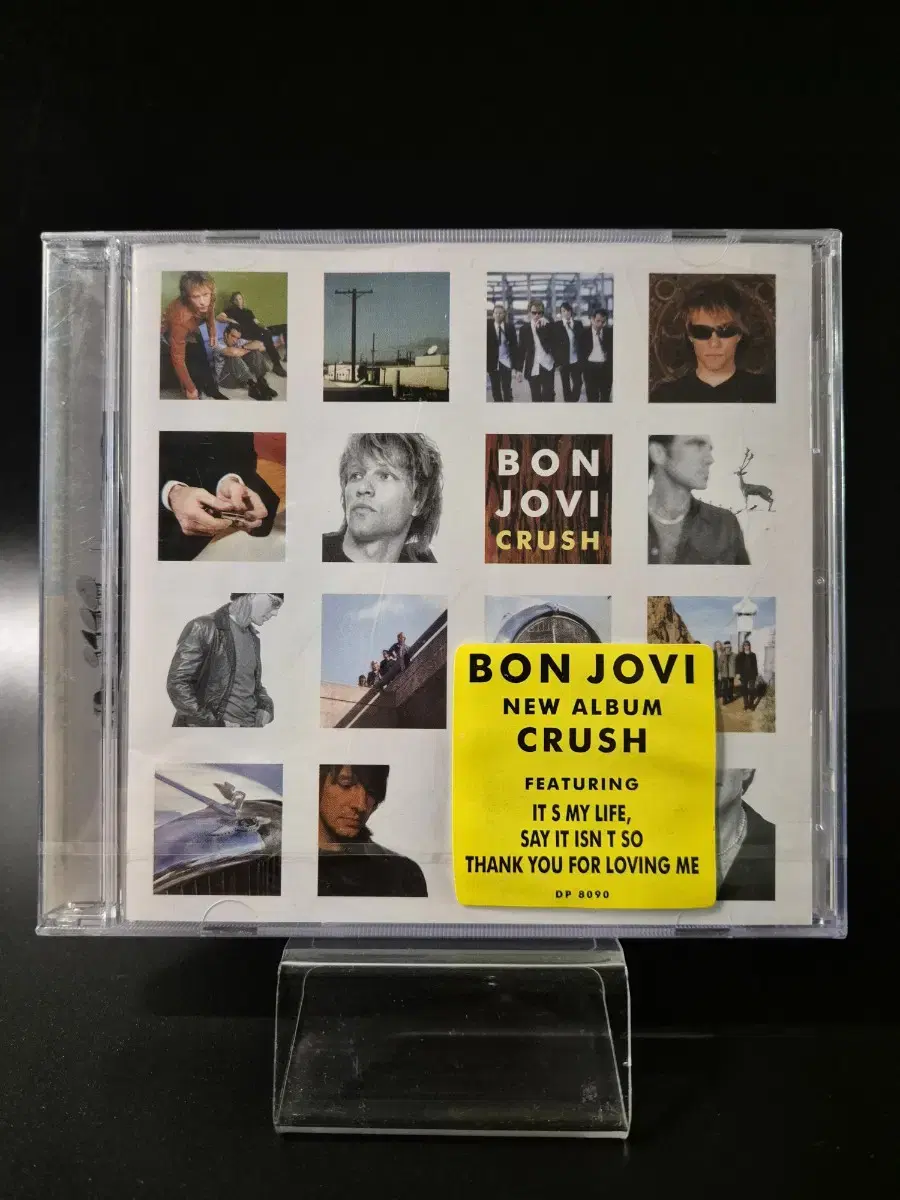 BON
JOVI
CRUSH
BON JOVI
NEW ALBUM
CRUSH
FEATURING
IT S MY LIFE,
SAY IT ISN T SO
THANK YOU FOR LOVING ME
DP 8090